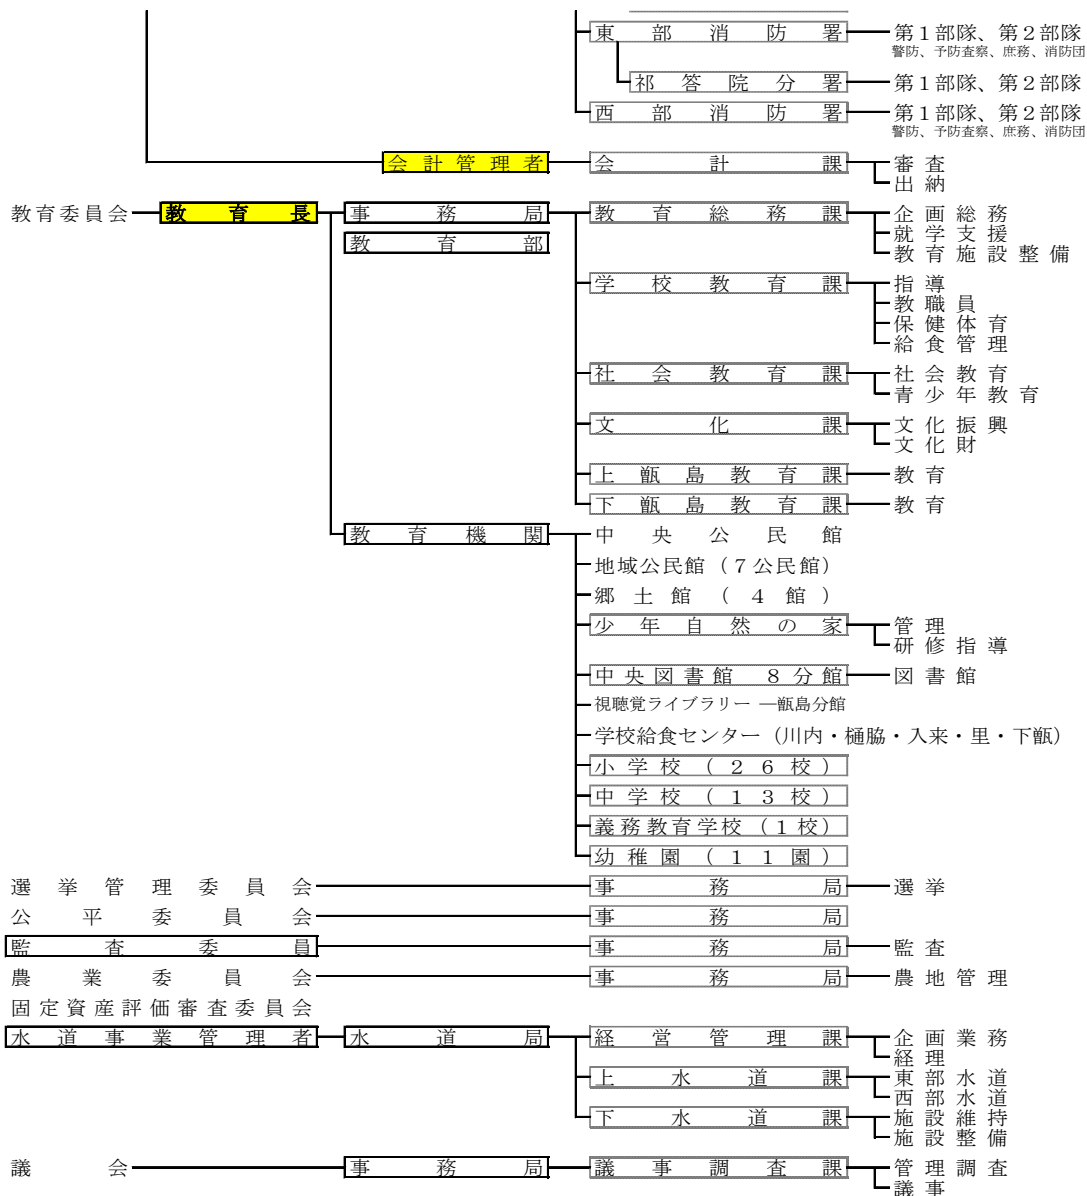 東部消防署 第１部隊、第２部隊
警防、予防査察、庶務、消防団
祁答院分署 第１部隊、第２部隊
西部消防署 第１部隊、第２部隊
警防、予防査察、庶務、消防団
会計管理者 会計課 審査
出納
教育委員会 教育長 事務局 教育総務課 企画総務
就学支援
教育部 教育施設整備
学校教育課 指導
教職員
保健体育
給食管理
社会教育課 社会教育
青少年教育
文化課 文化振興
文化財
上甑島教育課 教育
下甑島教育課 教育
教育機関 中央公民館
地域公民館（７公民館）
郷土館（４館）
少年自然の家 管理
研修指導
中央図書館 ８分館 図書館
視聴覚ライブラリー ―甑島分館
学校給食センター（川内・樋脇・入来・里・下甑）
小学校（２６校）
中学校（１３校）
義務教育学校（１校）
幼稚園（１１園）
選挙管理委員会 事務局 選挙
公平委員会 事務局
監査委員 事務局 監査
農業委員会 事務局 農地管理
固定資産評価審査委員会
水道事業管理者 水道局 経営管理課 企画業務
経理
上水道課 東部水道
西部水道
下水道課 施設維持
施設整備
議会 事務局 議事調査課 管理調査
議事